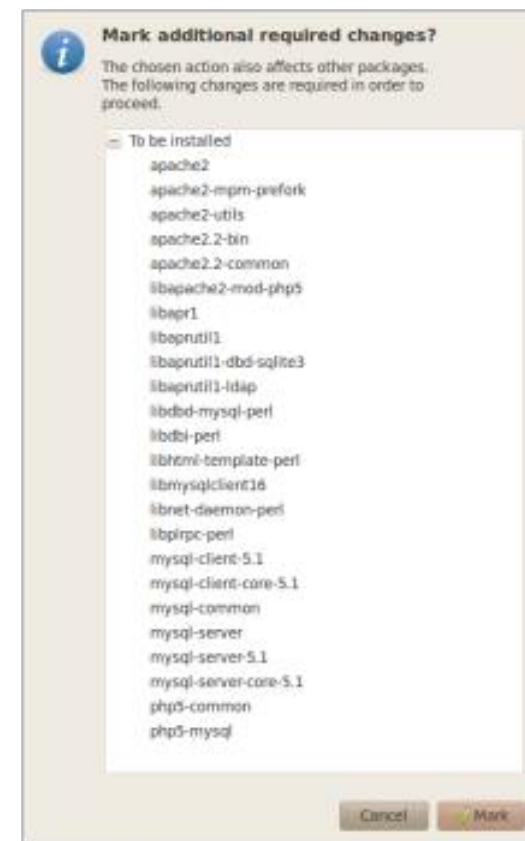 Mark additional required changes?
The chosen action also affects other packages.
The following changes are required in order to
proceed.
To be installed
apache2
apache2-mpm-prefork
apache2-utils
apache2.2-bin
apache2.2-common
libapache2-mod-php5
libapr1
libaprutil1
libaprutil1-dbd-sqlite3
libaprutil1-ldap
libdbd-mysql-perl
libdbi-perl
libhtml-template-perl
libmysqlclient16
libnet-daemon-perl
libplrpc-perl
mysql-client-5.1
mysql-client-core-5.1
mysql-common
mysql-server
mysql-server-5.1
mysql-server-core-5.1
php5-common
php5-mysql
Cancel Mark